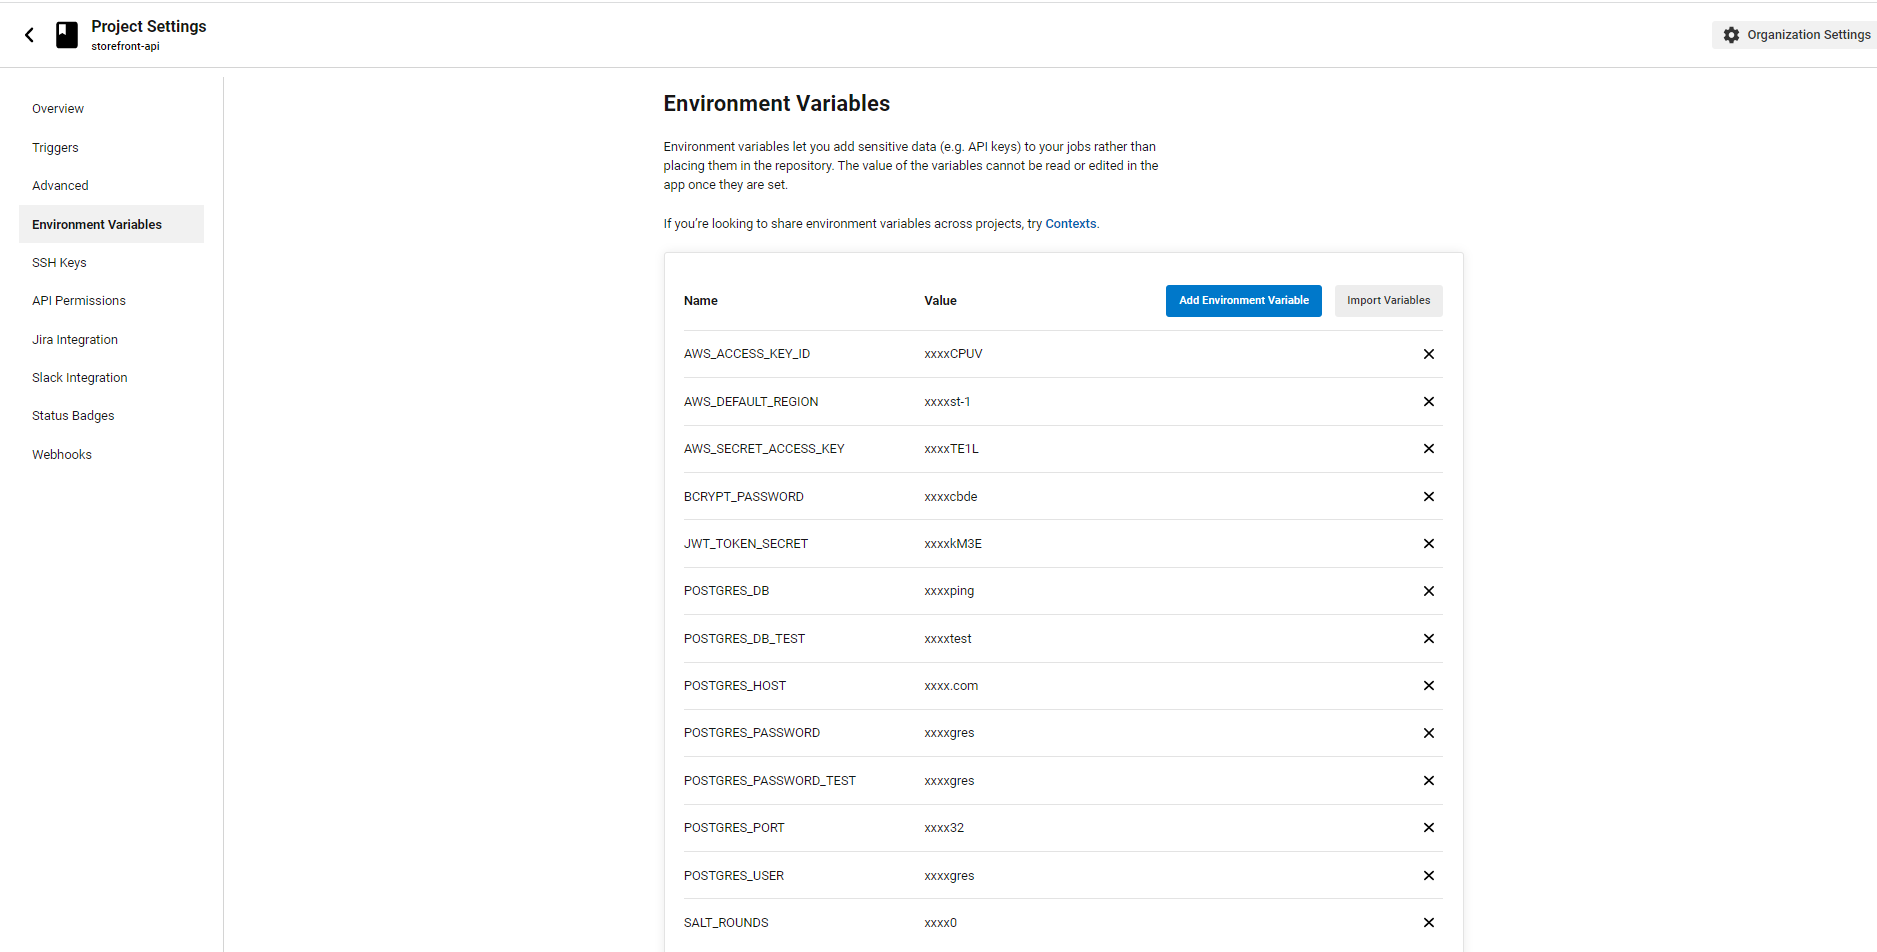 Project Settings
storefront-api
Organization Settings
Overview
Triggers
Advanced
Environment Variables
SSH Keys
API Permissions
Jira Integration
Slack Integration
Status Badges
Webhooks
Environment Variables
Environment variables let you add sensitive data (e.g. API keys) to your jobs rather than
placing them in the repository. The value of the variables cannot be read or edited in the
app once they are set.
If you’re looking to share environment variables across projects, try Contexts.
Name Value Add Environment Variable Import Variables
AWS_ACCESS_KEY_ID xxxxCPUV
AWS_DEFAULT_REGION xxxxst-1
AWS_SECRET_ACCESS_KEY xxxxTE1L
BCRYPT_PASSWORD xxxxcbde
JWT_TOKEN_SECRET xxxxkM3E
POSTGRES_DB xxxxping
POSTGRES_DB_TEST xxxxtest
POSTGRES_HOST xxxx.com
POSTGRES_PASSWORD xxxxgres
POSTGRES_PASSWORD_TEST xxxxgres
POSTGRES_PORT xxxx32
POSTGRES_USER xxxxgres
SALT_ROUNDS xxxx0